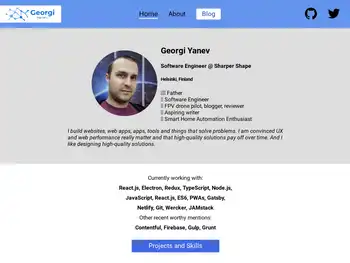 Georgi
Home
About
Blog
Georgi Yanev
Software Engineer @ Sharper Shape
Helsinki, Finland
Father
Software Engineer
FPV drone pilot, blogger, reviewer
Aspiring writer
Smart Home Automation Enthusiast
I build websites, web apps, apps, tools and things that solve problems. I am convinced UX
and web performance really matter and that high-quality solutions pay off over time. And I
like designing high-quality solutions.
Currently working with:
React.js, Electron, Redux, TypeScript, Node.js,
JAVAScript, React.js, ES6, PWAs, Gatsby,
Netlify, Git, Wercker, JAMstack
Other recent worthy mentions:
Contentful, Firebase, Gulp, Grunt
Projects and Skills